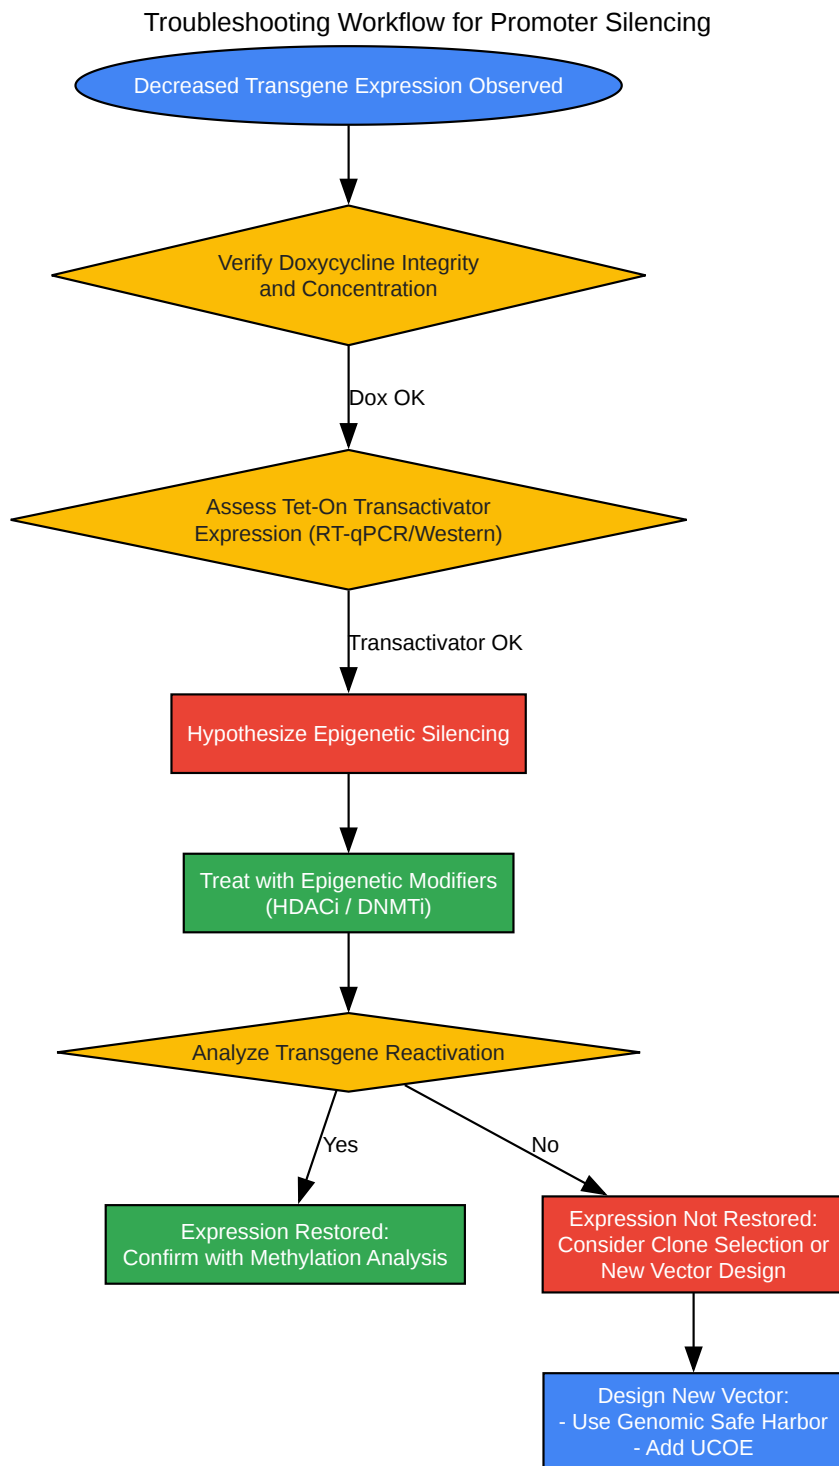 Troubleshooting Workflow for Promoter Silencing
Decreased Transgene Expression Observed
Verify Doxycycline Integrity
and Concentration
Dox OK
Assess Tet-On Transactivator
Expression (RT-qPCR/Western)
Transactivator OK
Hypothesize Epigenetic Silencing
Treat with Epigenetic Modifiers
(HDACi / DNMTi)
Analyze Transgene Reactivation
Yes
No
Expression Restored:
Confirm with Methylation Analysis
Expression Not Restored:
Consider Clone Selection or
New Vector Design
Design New Vector:
- Use Genomic Safe Harbor
- Add UCOE